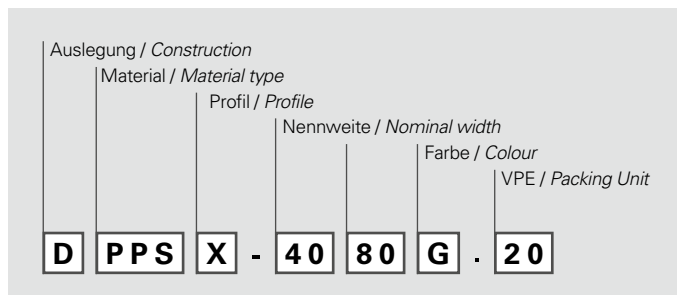 Auslegung / Construction
Material / Material type
Profil / Profile
Nennweite / Nominal width
Farbe / Colour
VPE / Packing Unit
D PPS X - 40 80 G . 20